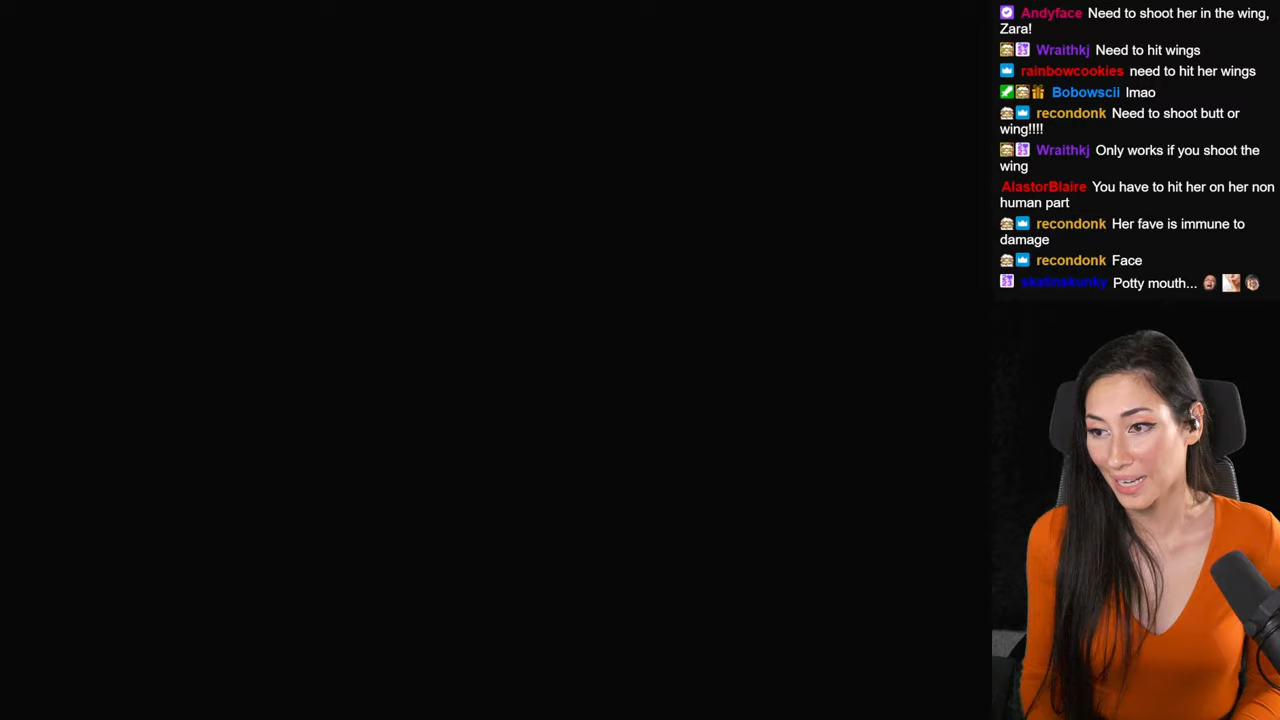 Andyface Need to shoot her in the wing,
Zara!
Wraithkj Need to hit wings
rainbowcookies need to hit her wings
Bobowscii lmao
recondonk Need to shoot butt or
wing!!!!
Wraithkj Only works if you shoot the
wing
AlastorBlaire You have to hit her on her non
human part
recondonk Her fave is immune to
damage
recondonk Face
skatinskunky Potty mouth...